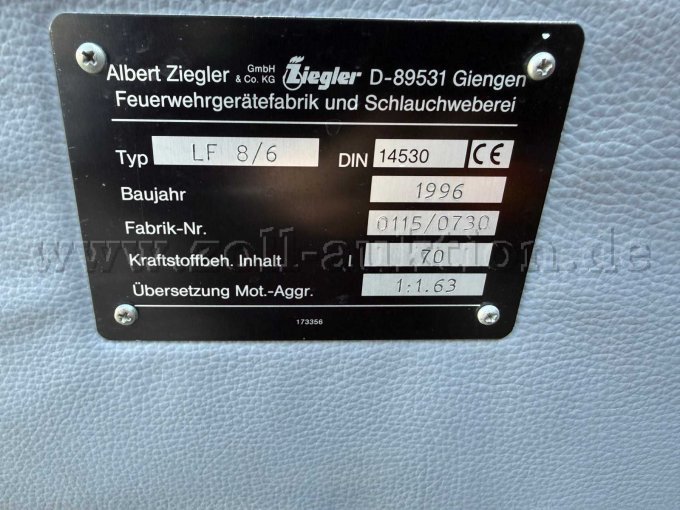 Albert Ziegler GmbH & Co. KG Ziegler D-89531 Giengen
Feuerwehrgerätefabrik und Schlauchweberei
Typ LF 8/6 DIN 14530 CE
Baujahr 1996
Fabrik-Nr. 0115/0730
www.zoll-auktion.de
Kraftstoffbeh. Inhalt 70
Übersetzung Mot.-Aggr. 1:1.63
173356